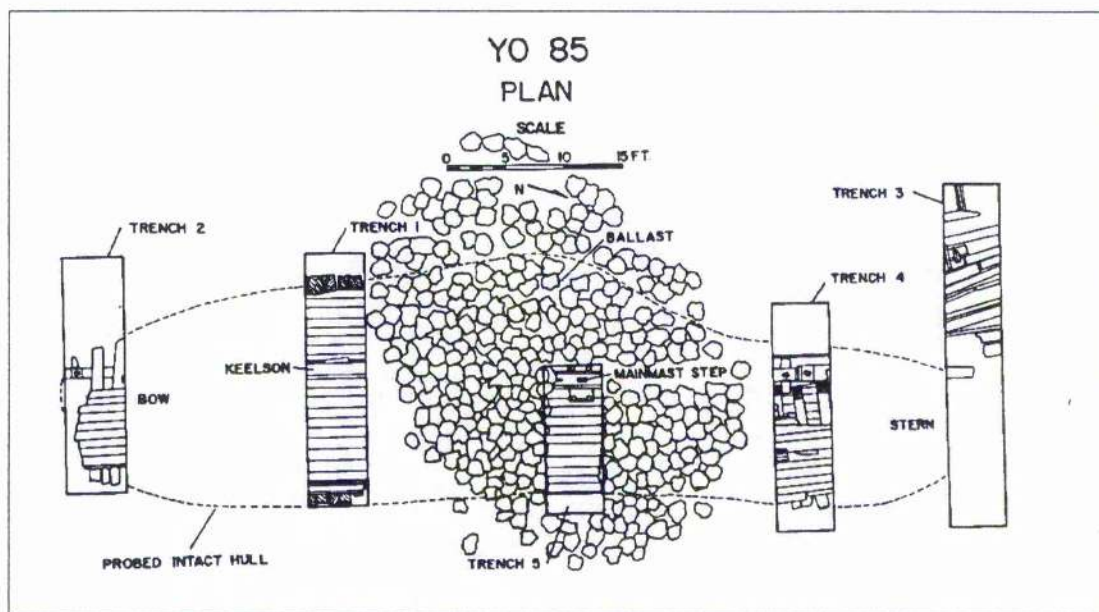 YO 85
PLAN
SCALE
0 5 10 15 FT.
N
TRENCH 3
TRENCH 2
TRENCH 1
BALLAST
TRENCH 4
KEELSON
MAINMAST STEP
BOW
STERN
PROBED INTACT HULL
TRENCH 5